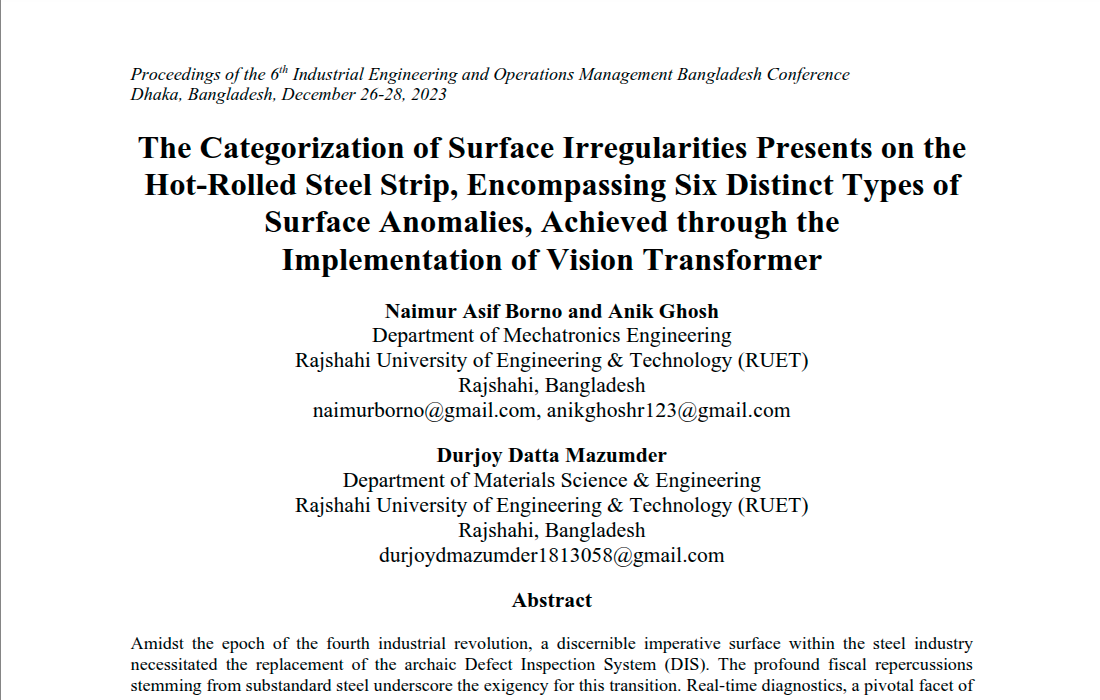 Proceedings of the 6th Industrial Engineering and Operations Management Bangladesh Conference
Dhaka, Bangladesh, December 26-28, 2023
The Categorization of Surface Irregularities Presents on the
Hot-Rolled Steel Strip, Encompassing Six Distinct Types of
Surface Anomalies, Achieved through the
Implementation of Vision Transformer
Naimur Asif Borno and Anik Ghosh
Department of Mechatronics Engineering
Rajshahi University of Engineering & Technology (RUET)
Rajshahi, Bangladesh
naimurborno@gmail.com, anikghoshr123@gmail.com
Durjoy Datta Mazumder
Department of Materials Science & Engineering
Rajshahi University of Engineering & Technology (RUET)
Rajshahi, Bangladesh
durjoydmazumder1813058@gmail.com
Abstract
Amidst the epoch of the fourth industrial revolution, a discernible imperative surface within the steel industry
necessitated the replacement of the archaic Defect Inspection System (DIS). The profound fiscal repercussions
stemming from substandard steel underscore the exigency for this transition. Real-time diagnostics, a pivotal facet of